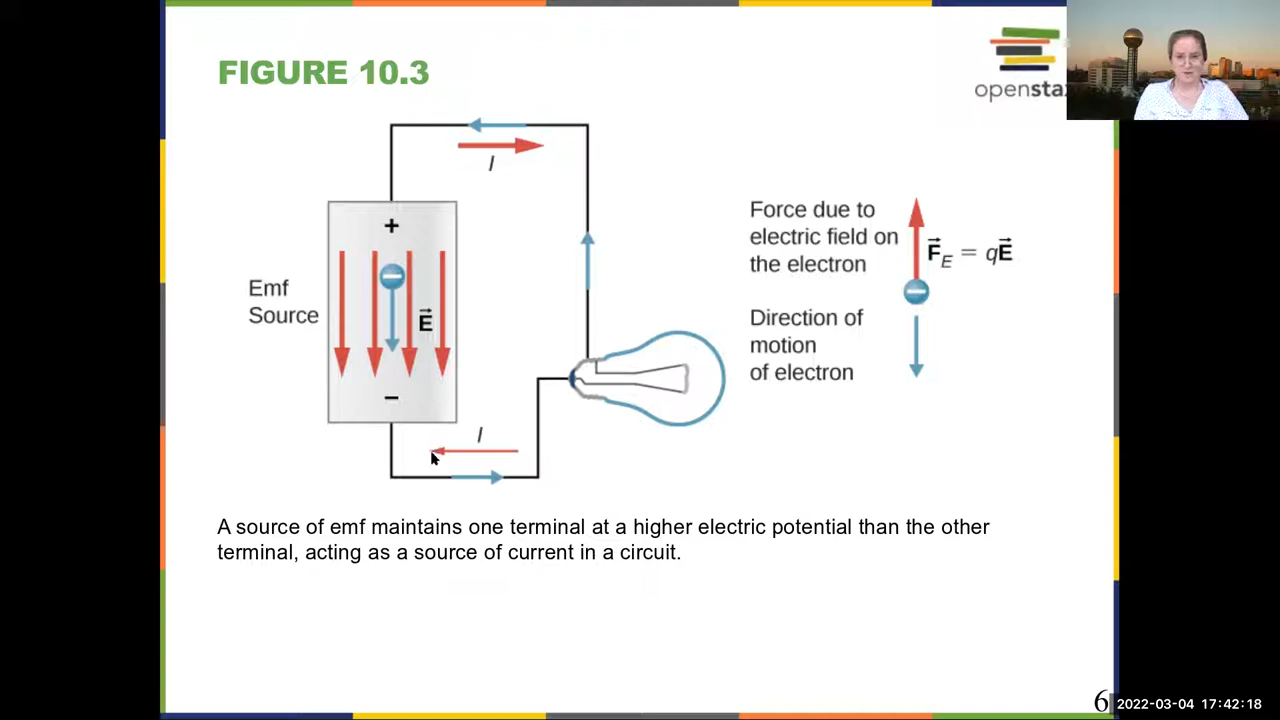 FIGURE 10.3
openstax
I
+
Emf
Source
E
−
I
Force due to
electric field on
the electron
F_E = qE
Direction of
motion
of electron
A source of emf maintains one terminal at a higher electric potential than the other
terminal, acting as a source of current in a circuit.
6
2022-03-04 17:42:18